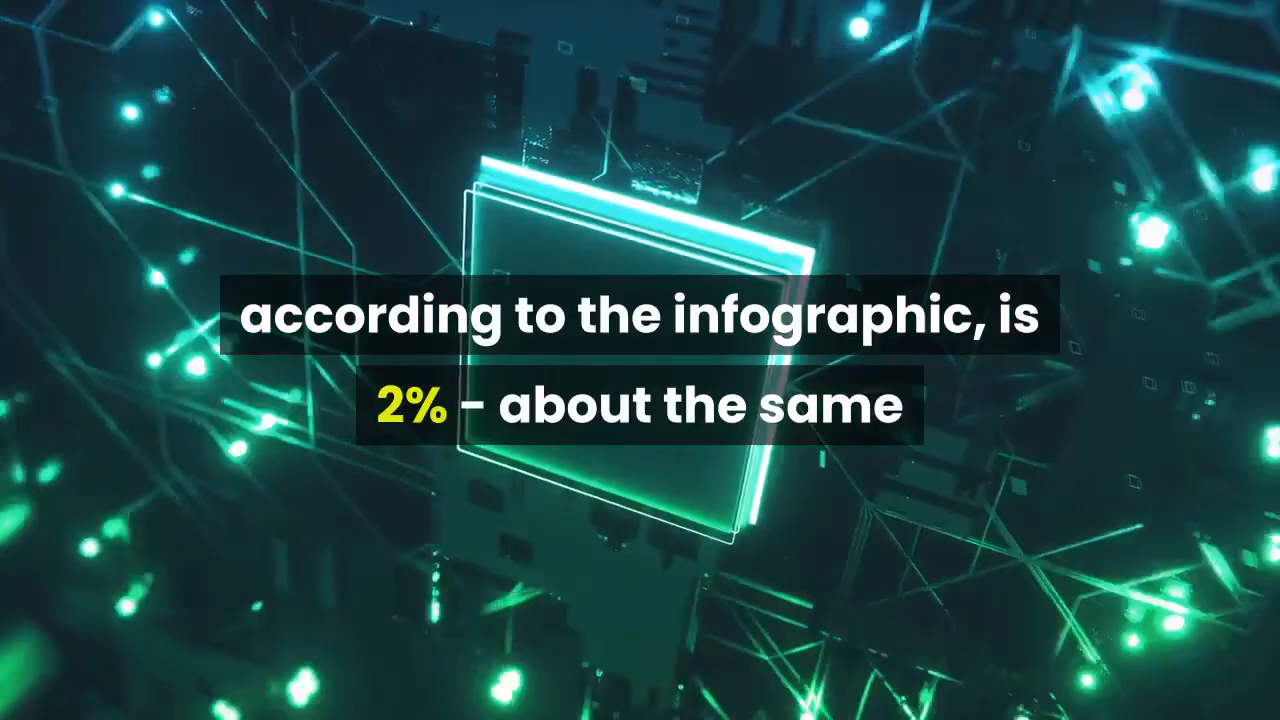 according to the infographic, is
2% - about the same